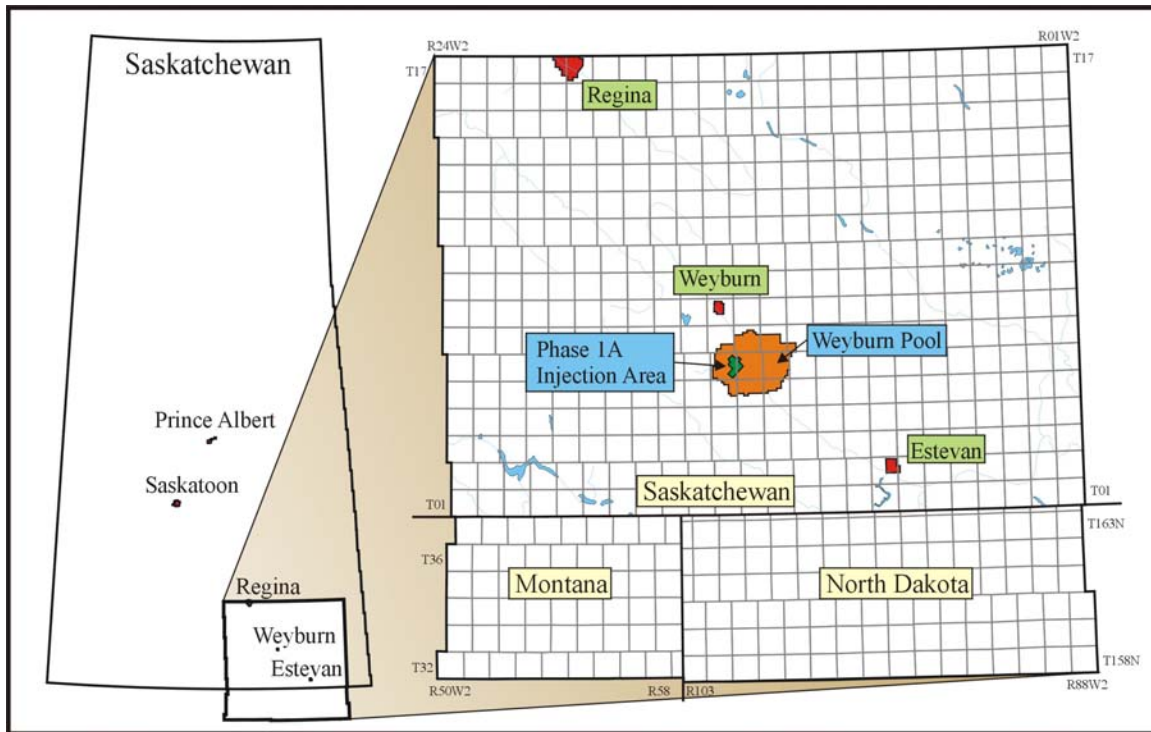 Saskatchewan
Prince Albert
Saskatoon
Regina
Weyburn
Estevan
R24W2
R01W2
T17
T17
Regina
Weyburn
Phase 1A
Injection Area
Weyburn Pool
Estevan
Saskatchewan
T01
T01
T163N
T36
Montana
North Dakota
T32
T158N
R50W2
R58
R103
R88W2